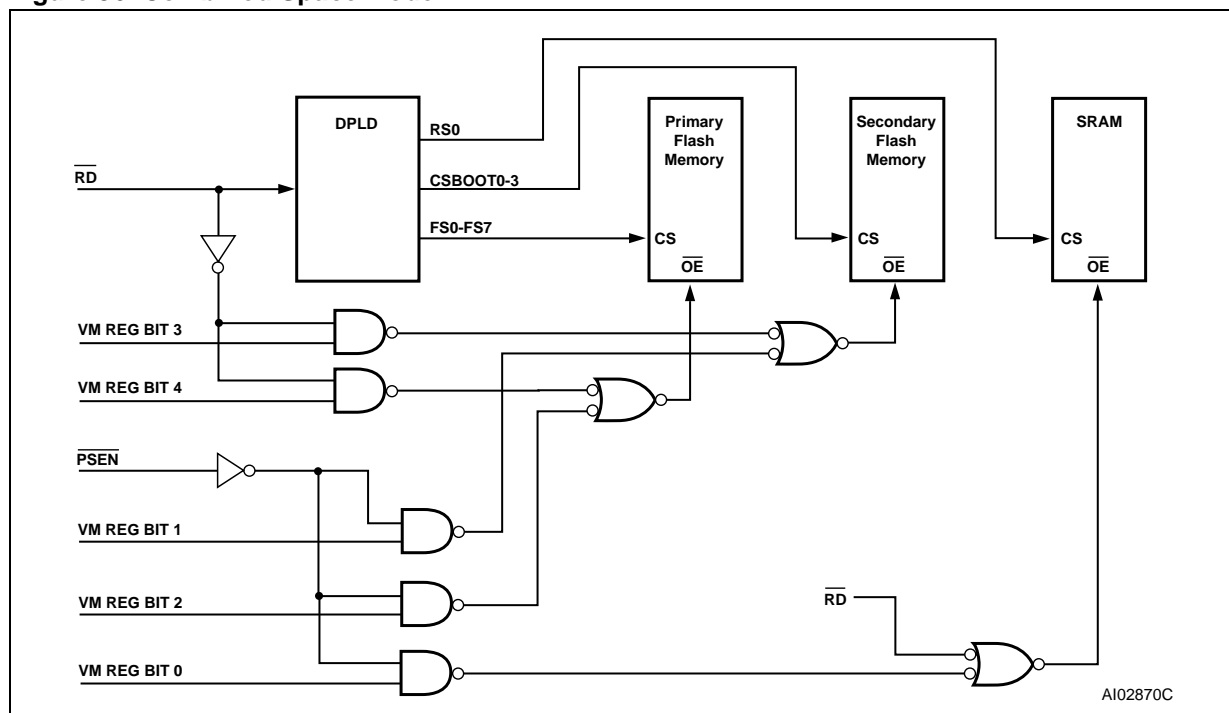 DPLD
RS0
CSBOOT0-3
FS0-FS7
Primary
Flash
Memory
CS
OE
Secondary
Flash
Memory
CS
OE
SRAM
CS
OE
RD
VM REG BIT 3
VM REG BIT 4
PSEN
VM REG BIT 1
VM REG BIT 2
VM REG BIT 0
RD
AI02870C